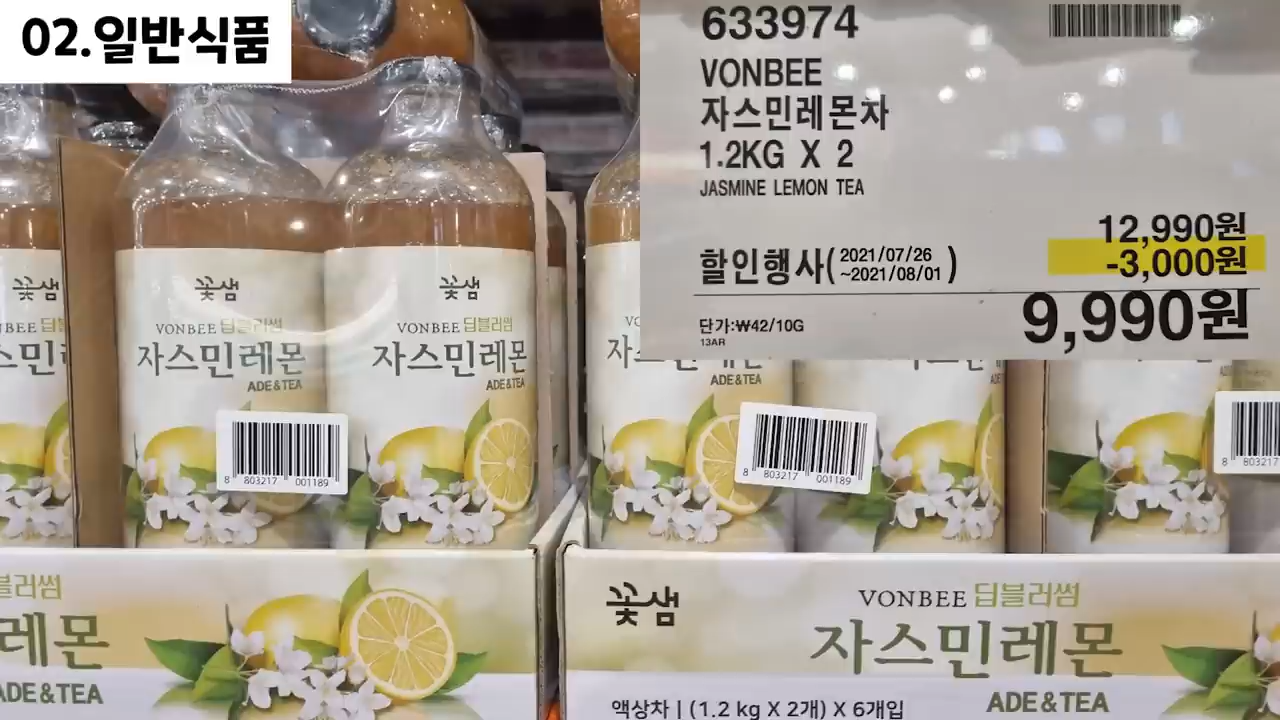 02.일반식품
633974
VONBEE
자스민레몬차
1.2KG X 2
JASMINE LEMON TEA
12,990원
할인행사(2021/07/26
~2021/08/01)
-3,000원
9,990원
단가:₩42/10G
13AR
꽃샘
VONBEE 딥블러썸
자스민레몬
ADE&TEA
8 803217 001189
꽃샘
VONBEE 딥블러썸
자스민레몬
ADE&TEA
ADE&TEA
8 803217 001189
8 803217
블러썸
레몬
ADE&TEA
꽃샘
VONBEE 딥블러썸
자스민레몬
ADE&TEA
액상차 | (1.2 kg X 2개) X 6개입